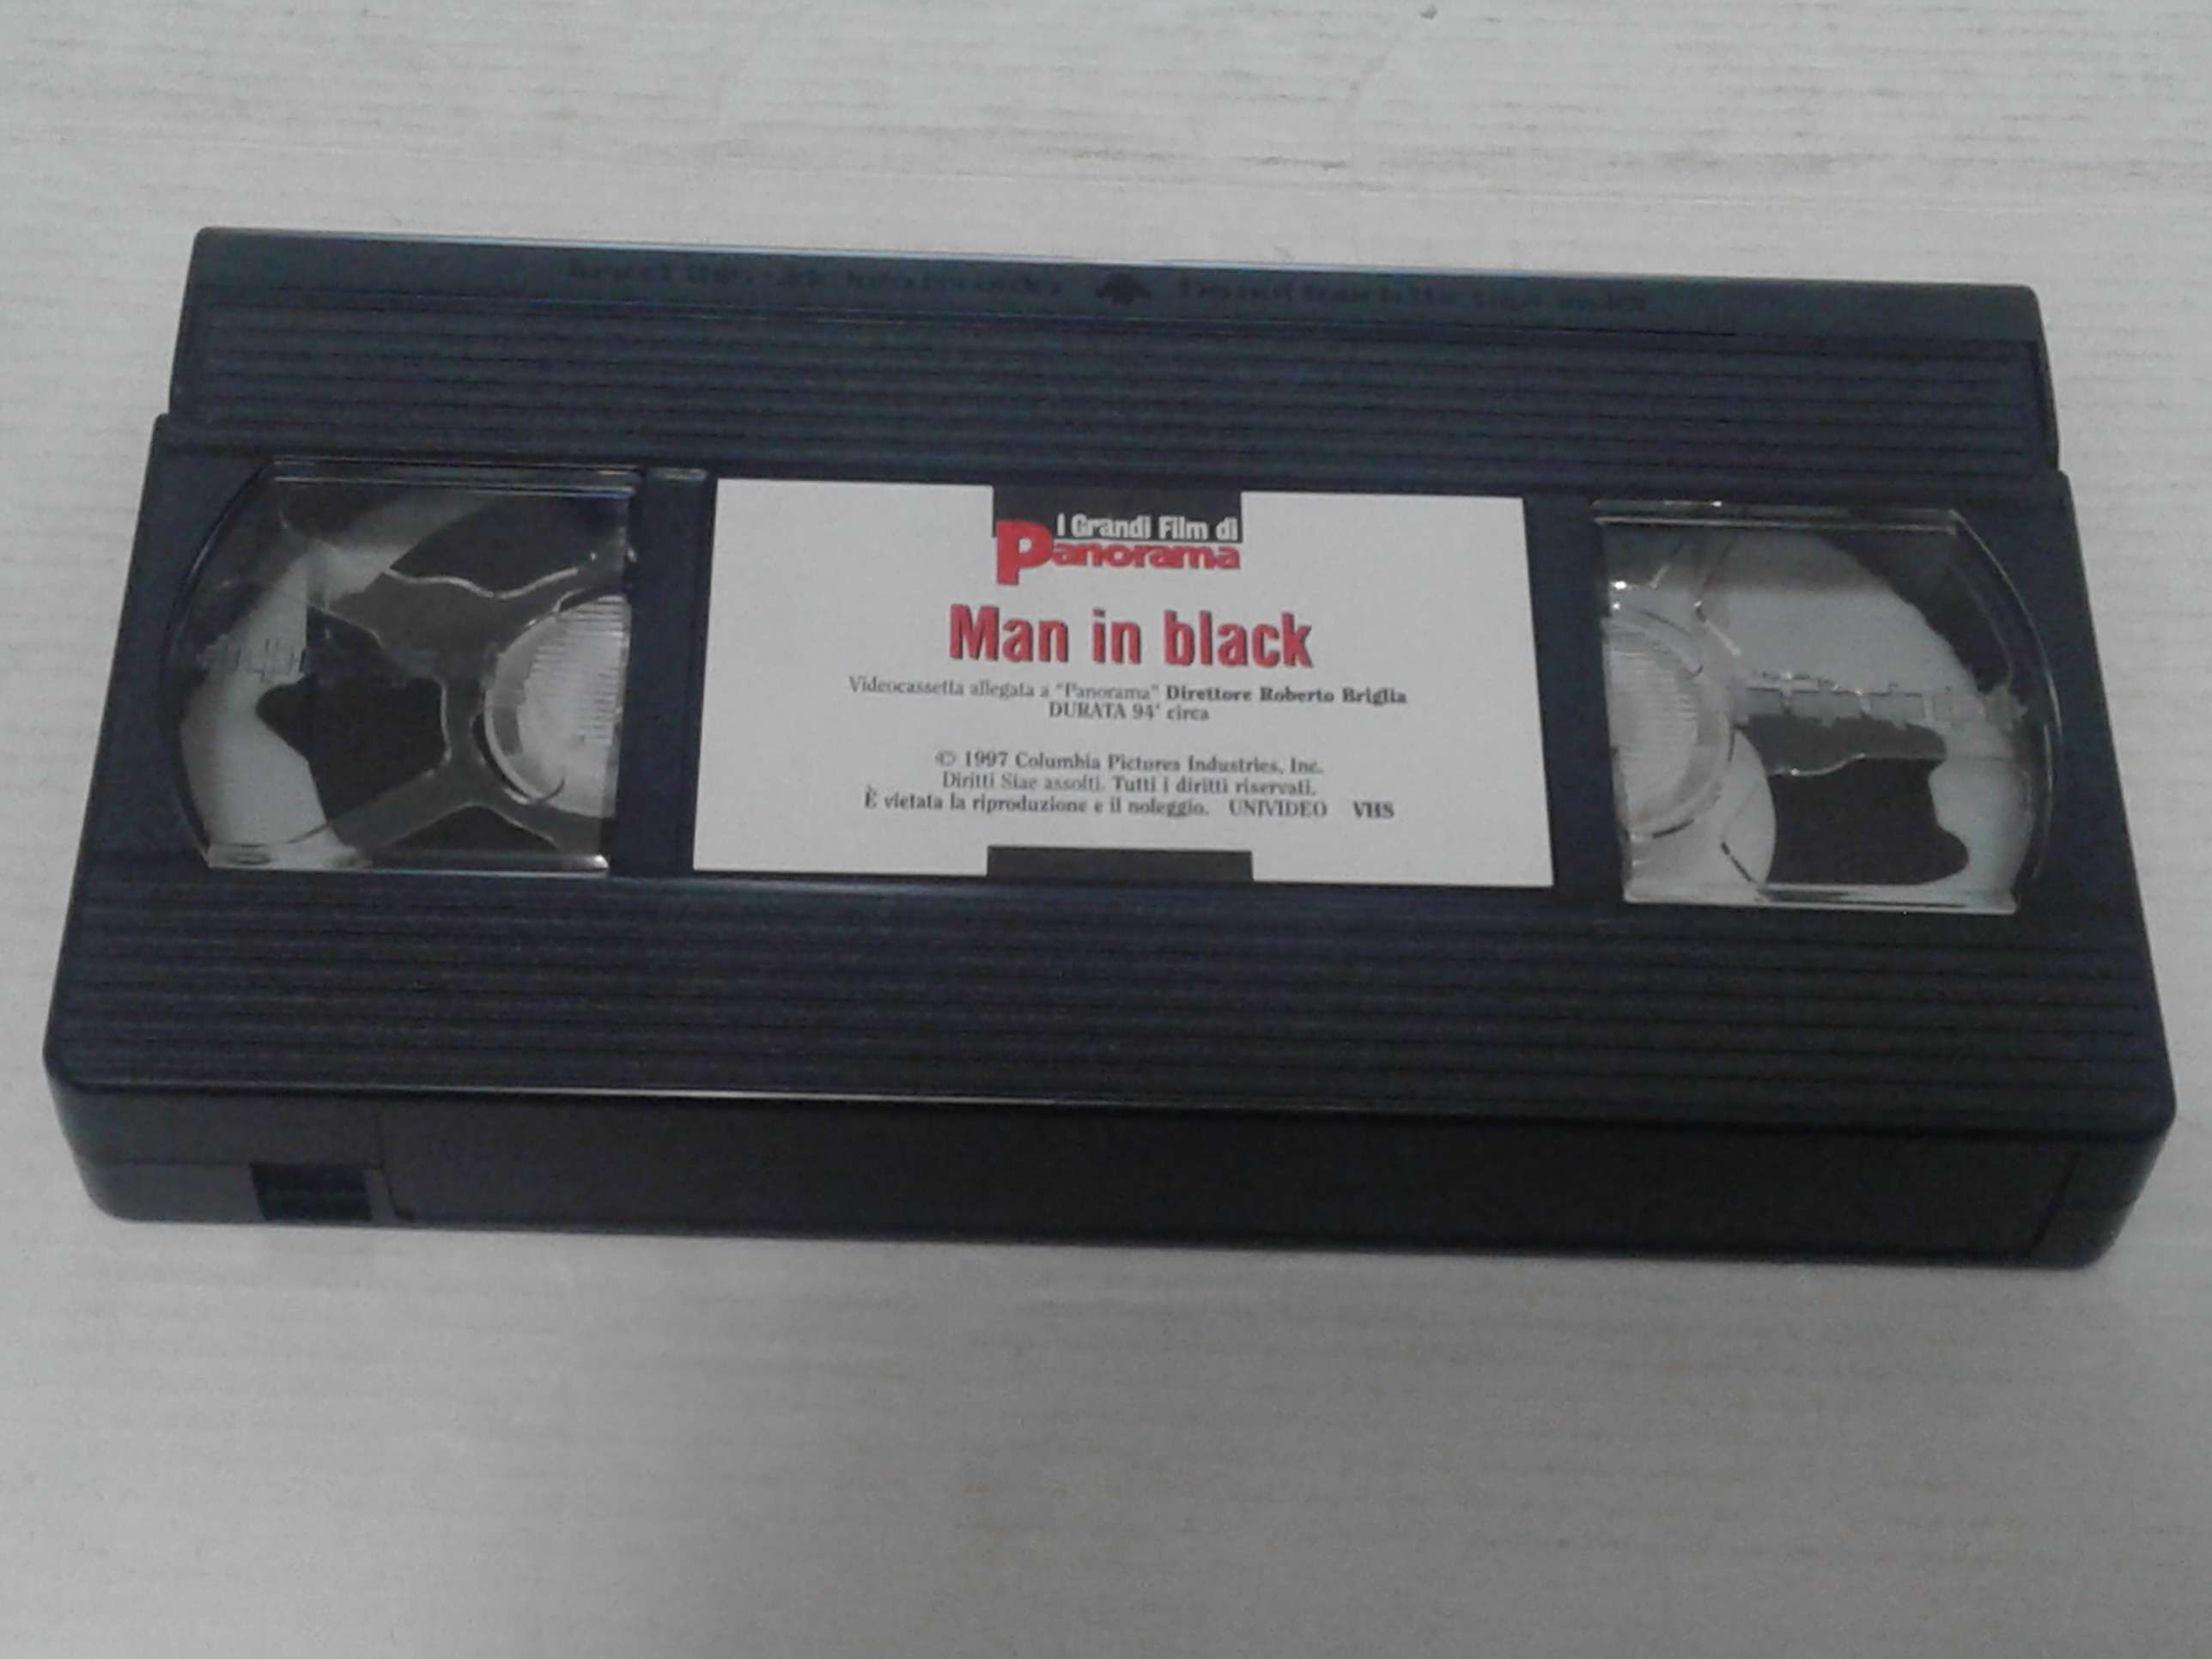 I Grandi Film di
Panorama
Man in black
Videocassetta allegata a "Panorama" Direttore Roberto Briglia
DURATA 94' circa
© 1997 Columbia Pictures Industries, Inc.
Diritti Siae assolti. Tutti i diritti riservati.
È vietata la riproduzione e il noleggio. UNIVIDEO VHS